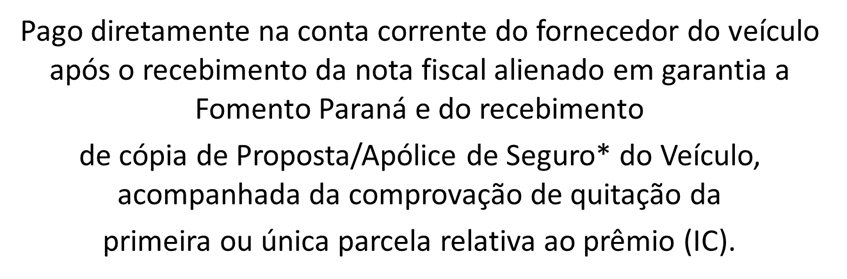 Pago diretamente na conta corrente do fornecedor do veículo
após o recebimento da nota fiscal alienado em garantia a
Fomento Paraná e do recebimento
de cópia de Proposta/Apólice de Seguro* do Veículo,
acompanhada da comprovação de quitação da
primeira ou única parcela relativa ao prêmio (IC).